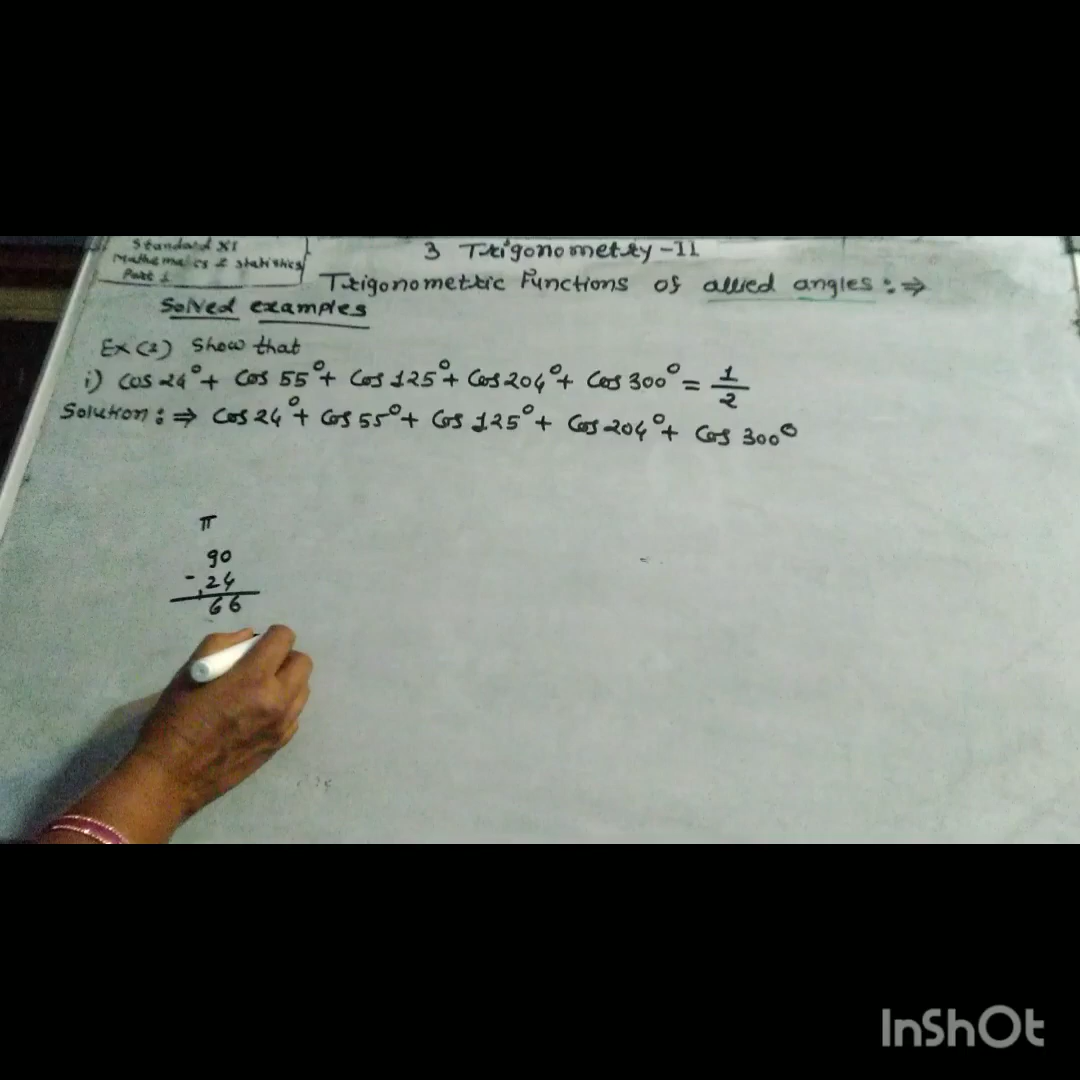 Standard XI
Mathematics & statistics
Part 1
3 Trigonometry -II
Trigonometric Functions of allied angles :⇒
Solved examples
Ex (2) Show that
i) cos 24° + cos 55° + cos 125° + cos 204° + cos 300° = 1/2
Solution :⇒ cos 24° + cos 55° + cos 125° + cos 204° + cos 300°
π
90
- 24
66
InShOt